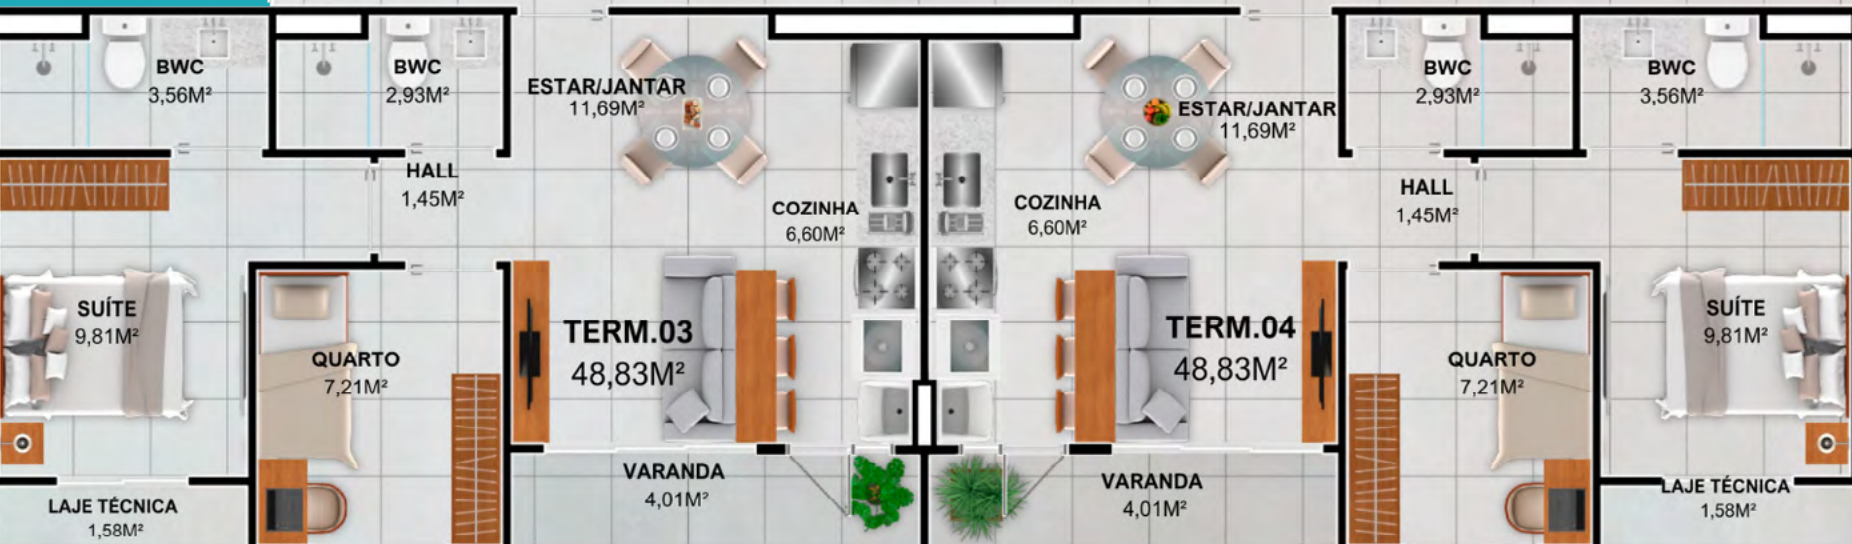 BWC
3,56M²
BWC
2,93M²
ESTAR/JANTAR
11,69M²
HALL
1,45M²
COZINHA
6,60M²
SUÍTE
9,81M²
QUARTO
7,21M²
TERM.03
48,83M²
VARANDA
4,01M²
LAJE TÉCNICA
1,58M²
ESTAR/JANTAR
11,69M²
BWC
2,93M²
BWC
3,56M²
COZINHA
6,60M²
HALL
1,45M²
TERM.04
48,83M²
QUARTO
7,21M²
SUÍTE
9,81M²
VARANDA
4,01M²
LAJE TÉCNICA
1,58M²